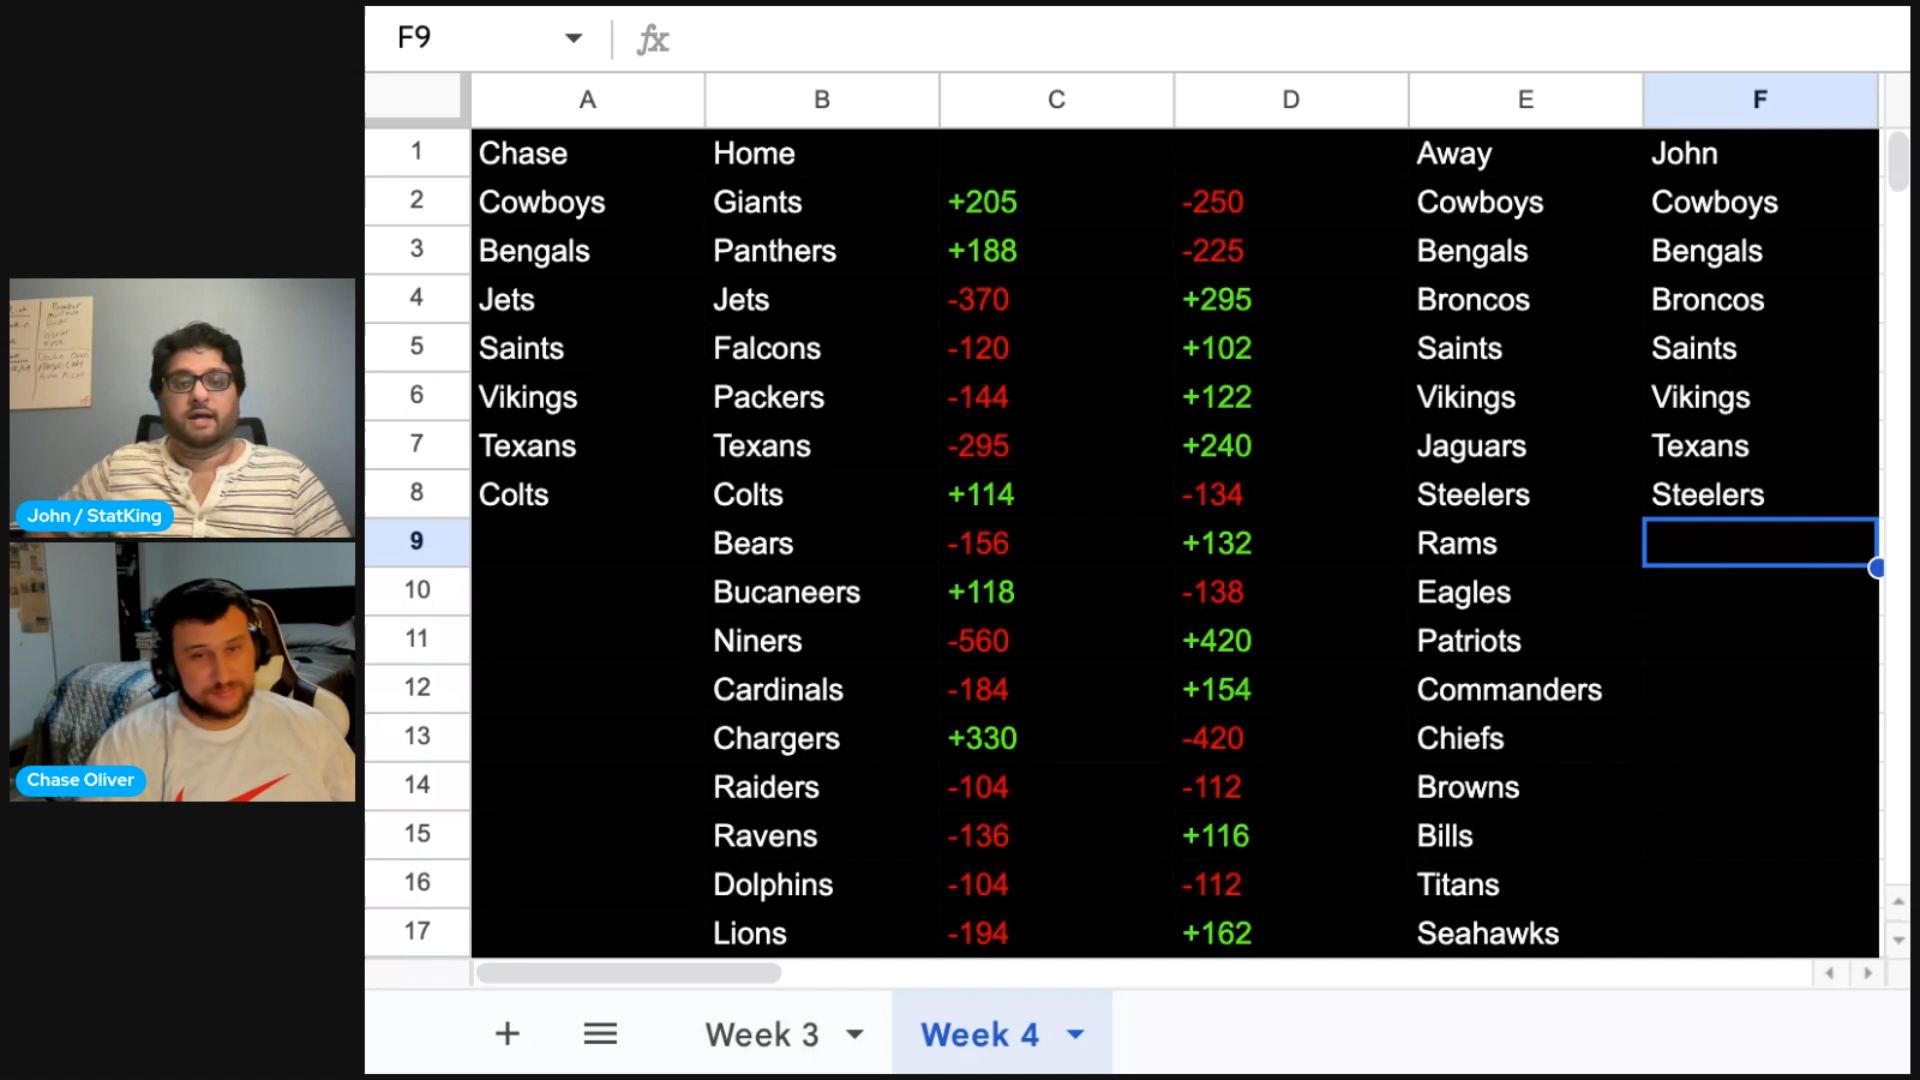 F9 fx
A B C D E F
1 Chase Home Away John
2 Cowboys Giants +205 -250 Cowboys Cowboys
3 Bengals Panthers +188 -225 Bengals Bengals
4 Jets Jets -370 +295 Broncos Broncos
5 Saints Falcons -120 +102 Saints Saints
6 Vikings Packers -144 +122 Vikings Vikings
7 Texans Texans -295 +240 Jaguars Texans
8 Colts Colts +114 -134 Steelers Steelers
9 Bears -156 +132 Rams
10 Bucaneers +118 -138 Eagles
11 Niners -560 +420 Patriots
12 Cardinals -184 +154 Commanders
13 Chargers +330 -420 Chiefs
14 Raiders -104 -112 Browns
15 Ravens -136 +116 Bills
16 Dolphins -104 -112 Titans
17 Lions -194 +162 Seahawks
Week 3 Week 4
John / StatKing
Chase Oliver